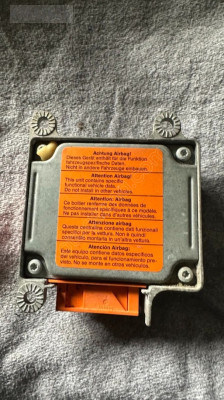 Achtung Airbag!
Dieses Gerät enthält für die Funktion
fahrzeugspezifische Daten.
Nicht in andere Fahrzeuge einbauen.
Attention Airbag!
This unit contains specific
functional vehicle data.
Do not install in other vehicles.
Attention: Airbag
Ce boîtier renferme des données de
fonctionnement spécifiques à ce modèle.
Ne pas installer dans d'autres véhicules.
Attenzione airbag
Questa centralina contiene dati funzionali
specifici per la vettura. Non è
consentito montarla in un'altra vettura.
Atención Airbag!
Este equipo contiene datos específicos
del vehículo, para el funcionamiento pre-
visto. No se monte en otros vehículos.